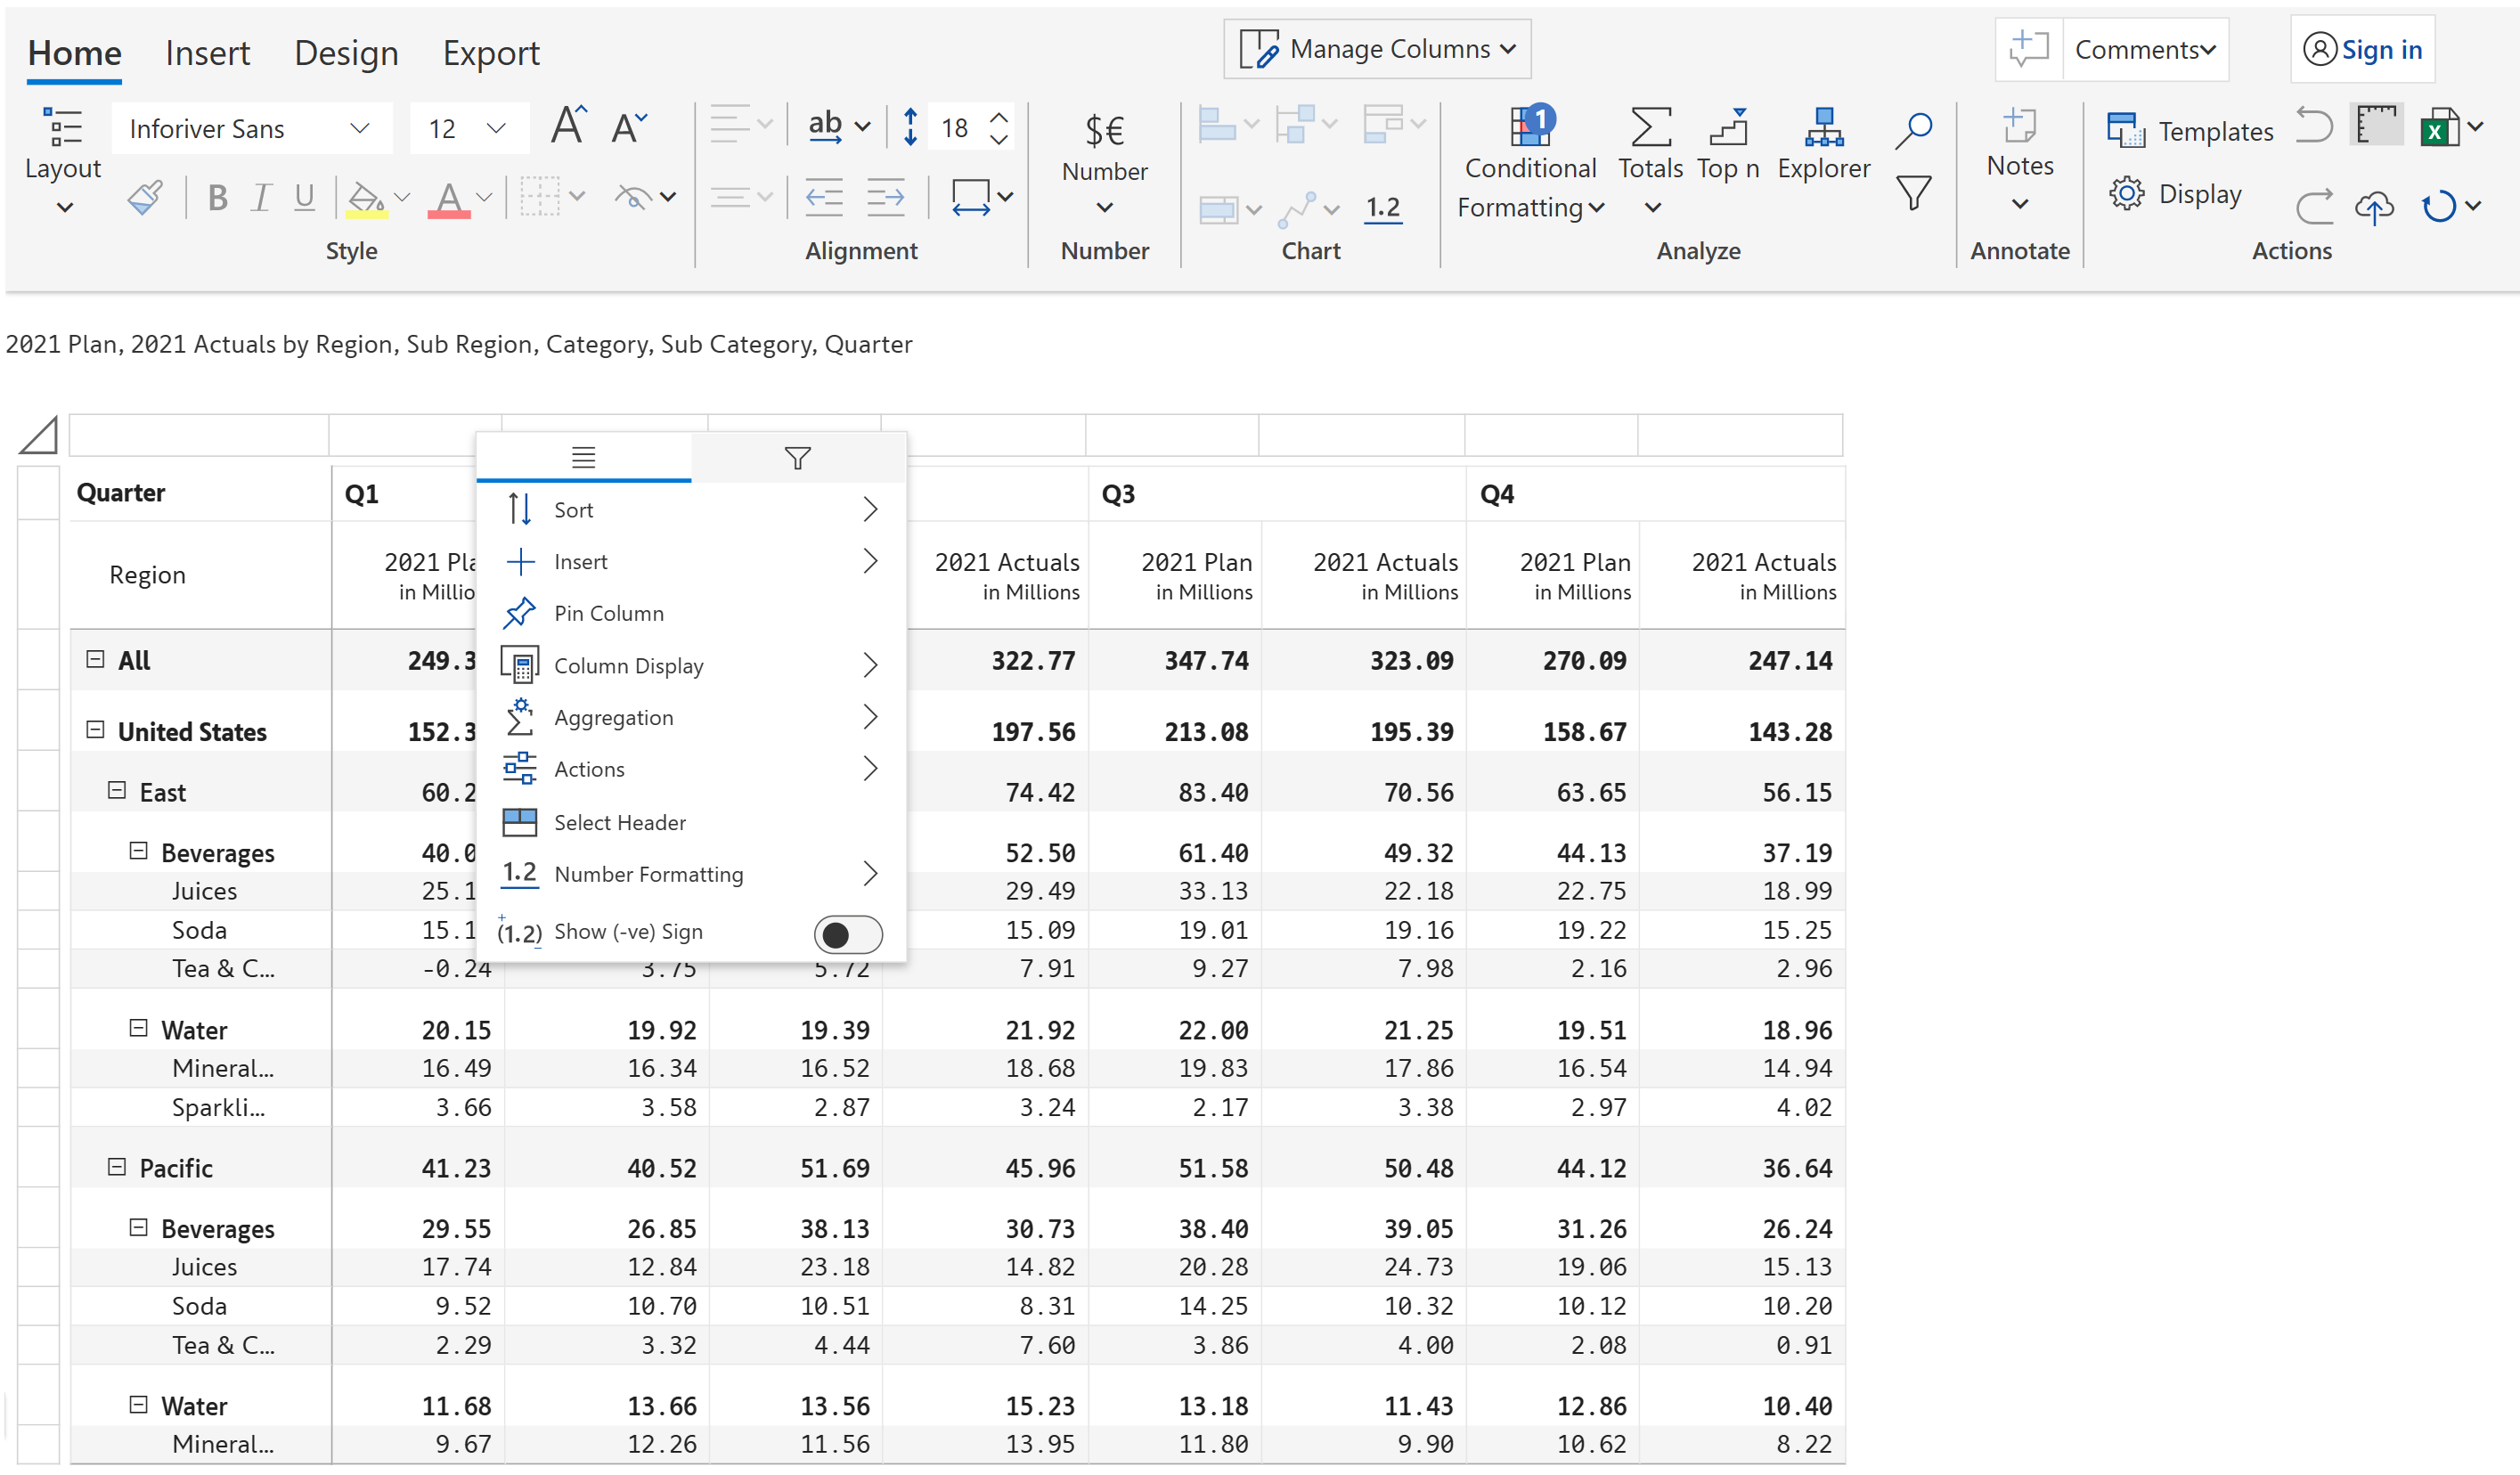 Home Insert Design Export Manage Columns Comments Sign in
Inforiver Sans 12 A A ab 18 $€ 1 Templates X
Layout Number Conditional Totals Top n Explorer Notes
B I U A 1.2 Formatting Display
Style Alignment Number Chart Analyze Annotate Actions
2021 Plan, 2021 Actuals by Region, Sub Region, Category, Sub Category, Quarter
Quarter Q1 Q3 Q4
Sort
Insert
Pin Column
Column Display
Aggregation
Actions
Select Header
1.2 Number Formatting
(1.2) Show (-ve) Sign
Region 2021 Actuals 2021 Plan 2021 Actuals 2021 Plan 2021 Actuals
in Millions in Millions in Millions in Millions in Millions
All 322.77 347.74 323.09 270.09 247.14
United States 197.56 213.08 195.39 158.67 143.28
East 74.42 83.40 70.56 63.65 56.15
Beverages 52.50 61.40 49.32 44.13 37.19
Juices 29.49 33.13 22.18 22.75 18.99
Soda 15.09 19.01 19.16 19.22 15.25
Tea & C... -0.24 3.75 5.72 7.91 9.27 7.98 2.16 2.96
Water 20.15 19.92 19.39 21.92 22.00 21.25 19.51 18.96
Mineral... 16.49 16.34 16.52 18.68 19.83 17.86 16.54 14.94
Sparkli... 3.66 3.58 2.87 3.24 2.17 3.38 2.97 4.02
Pacific 41.23 40.52 51.69 45.96 51.58 50.48 44.12 36.64
Beverages 29.55 26.85 38.13 30.73 38.40 39.05 31.26 26.24
Juices 17.74 12.84 23.18 14.82 20.28 24.73 19.06 15.13
Soda 9.52 10.70 10.51 8.31 14.25 10.32 10.12 10.20
Tea & C... 2.29 3.32 4.44 7.60 3.86 4.00 2.08 0.91
Water 11.68 13.66 13.56 15.23 13.18 11.43 12.86 10.40
Mineral... 9.67 12.26 11.56 13.95 11.80 9.90 10.62 8.22